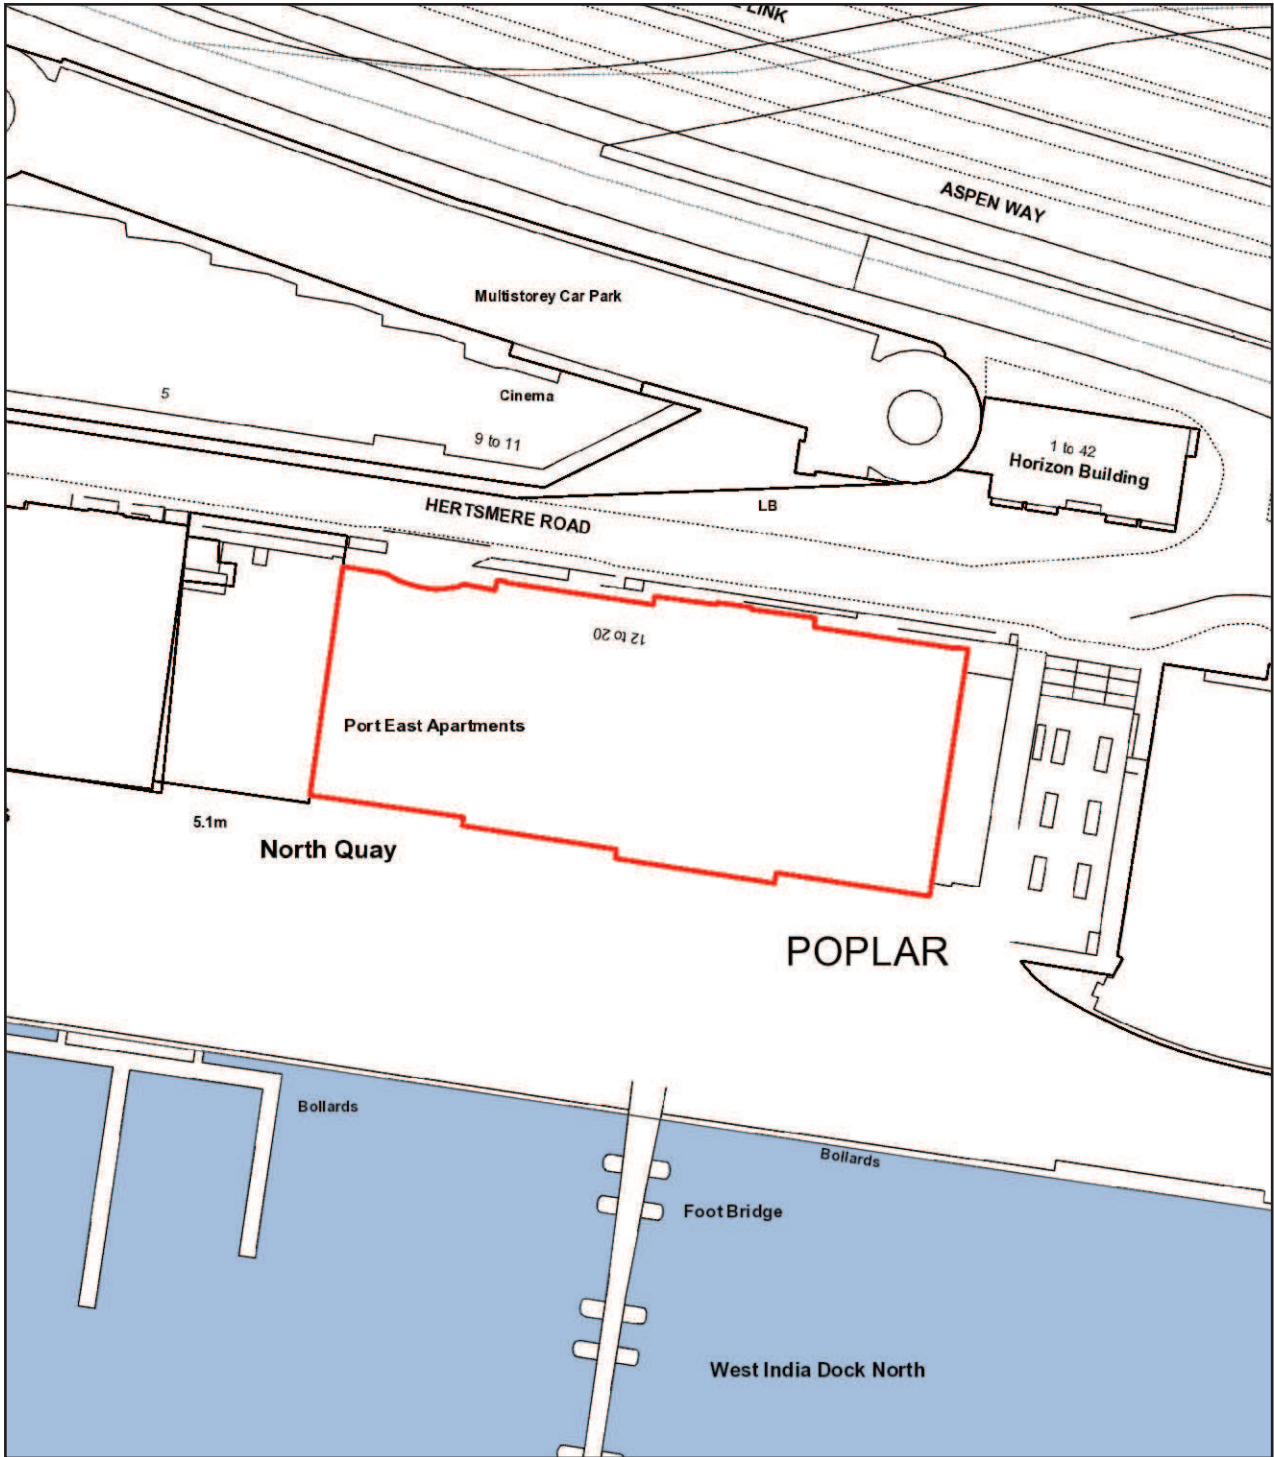 LINK
ASPEN WAY
Multistorey Car Park
Cinema
5
9 to 11
1 to 42
Horizon Building
LB
HERTSMERE ROAD
12 to 20
Port East Apartments
5.1m
North Quay
POPLAR
Bollards
Bollards
Foot Bridge
West India Dock North